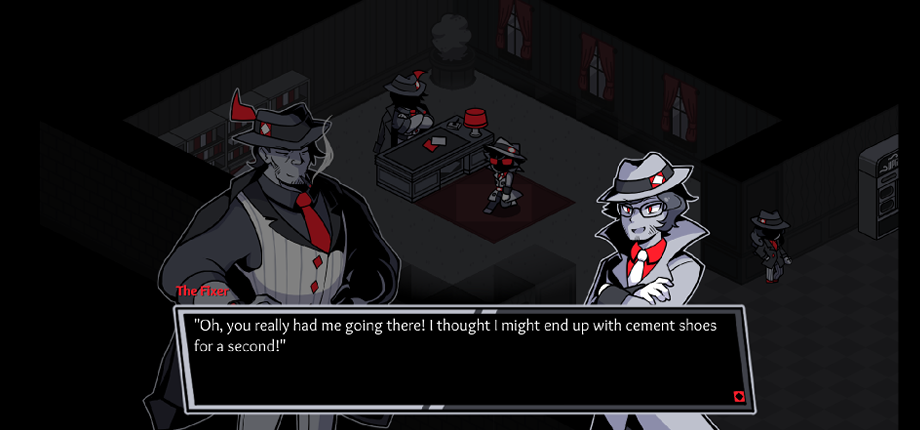 The Fixer
"Oh, you really had me going there! I thought I might end up with cement shoes
for a second!"